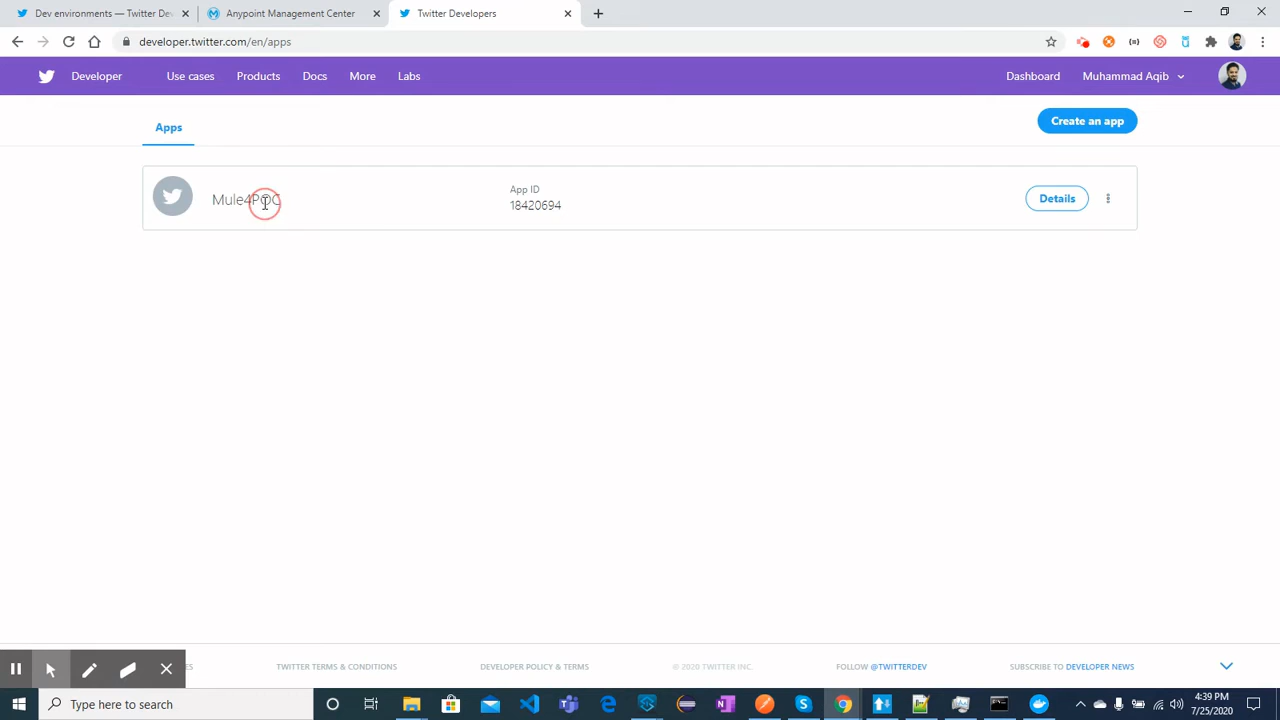 Dev environments — Twitter De
Anypoint Management Center
Twitter Developers
developer.twitter.com/en/apps
Developer
Use cases
Products
Docs
More
Labs
Dashboard
Muhammad Aqib
Apps
Create an app
Mule4POC
App ID
18420694
Details
ES
TWITTER TERMS & CONDITIONS
DEVELOPER POLICY & TERMS
© 2020 TWITTER INC.
FOLLOW @TWITTERDEV
SUBSCRIBE TO DEVELOPER NEWS
Type here to search
4:39 PM
7/25/2020